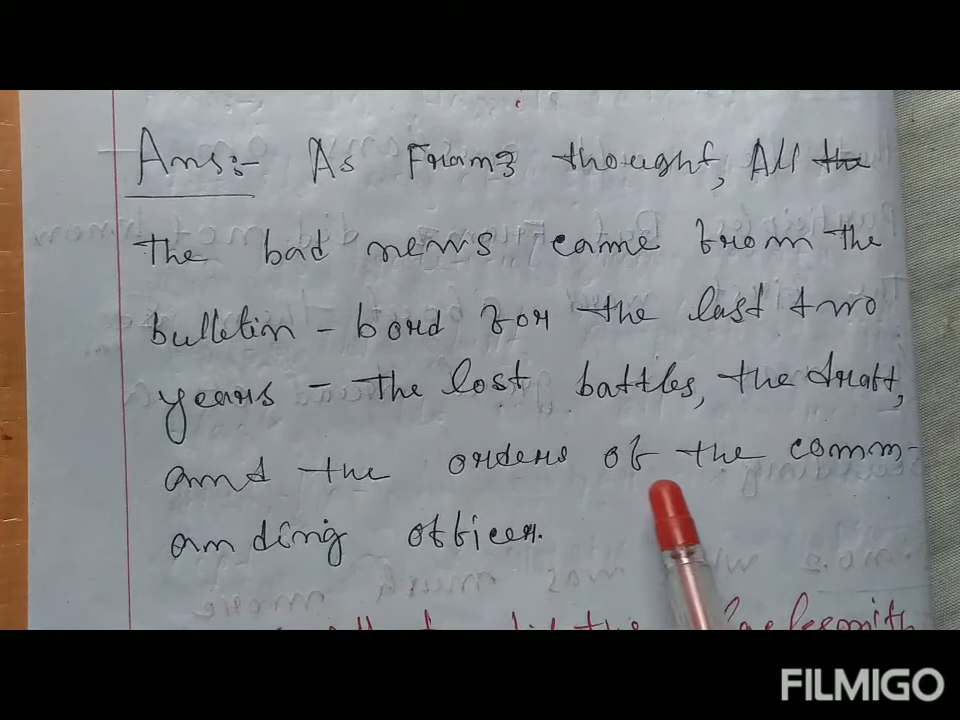 Ans:- As Franz thought, All the
the bad news came from the
bulletin - bord for the last two
years - the lost battles, the draft,
and the orders of the comm-
anding officer.
FILMIGO